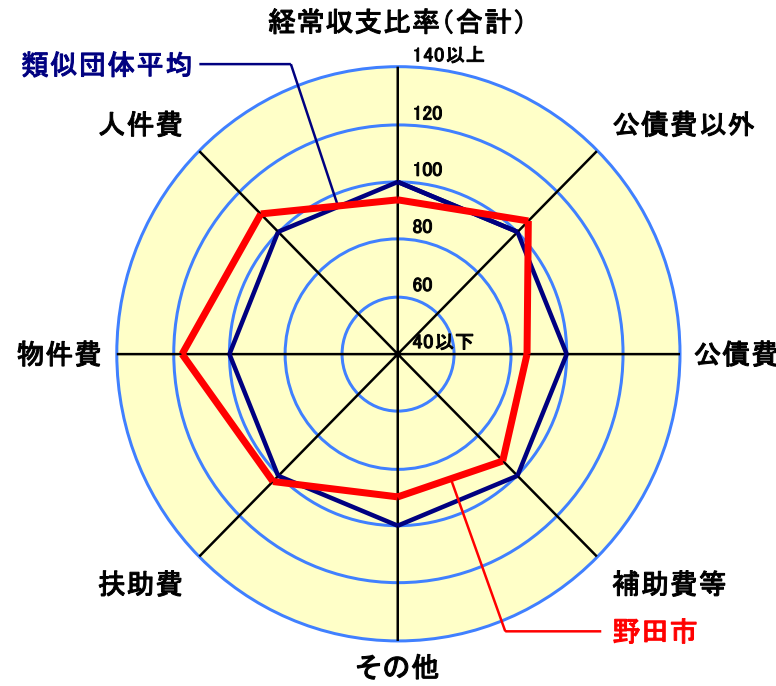 経常収支比率(合計)
140以上
類似団体平均
人件費
120
公債費以外
100
80
60
40以下
物件費
公債費
扶助費
補助費等
野田市
その他